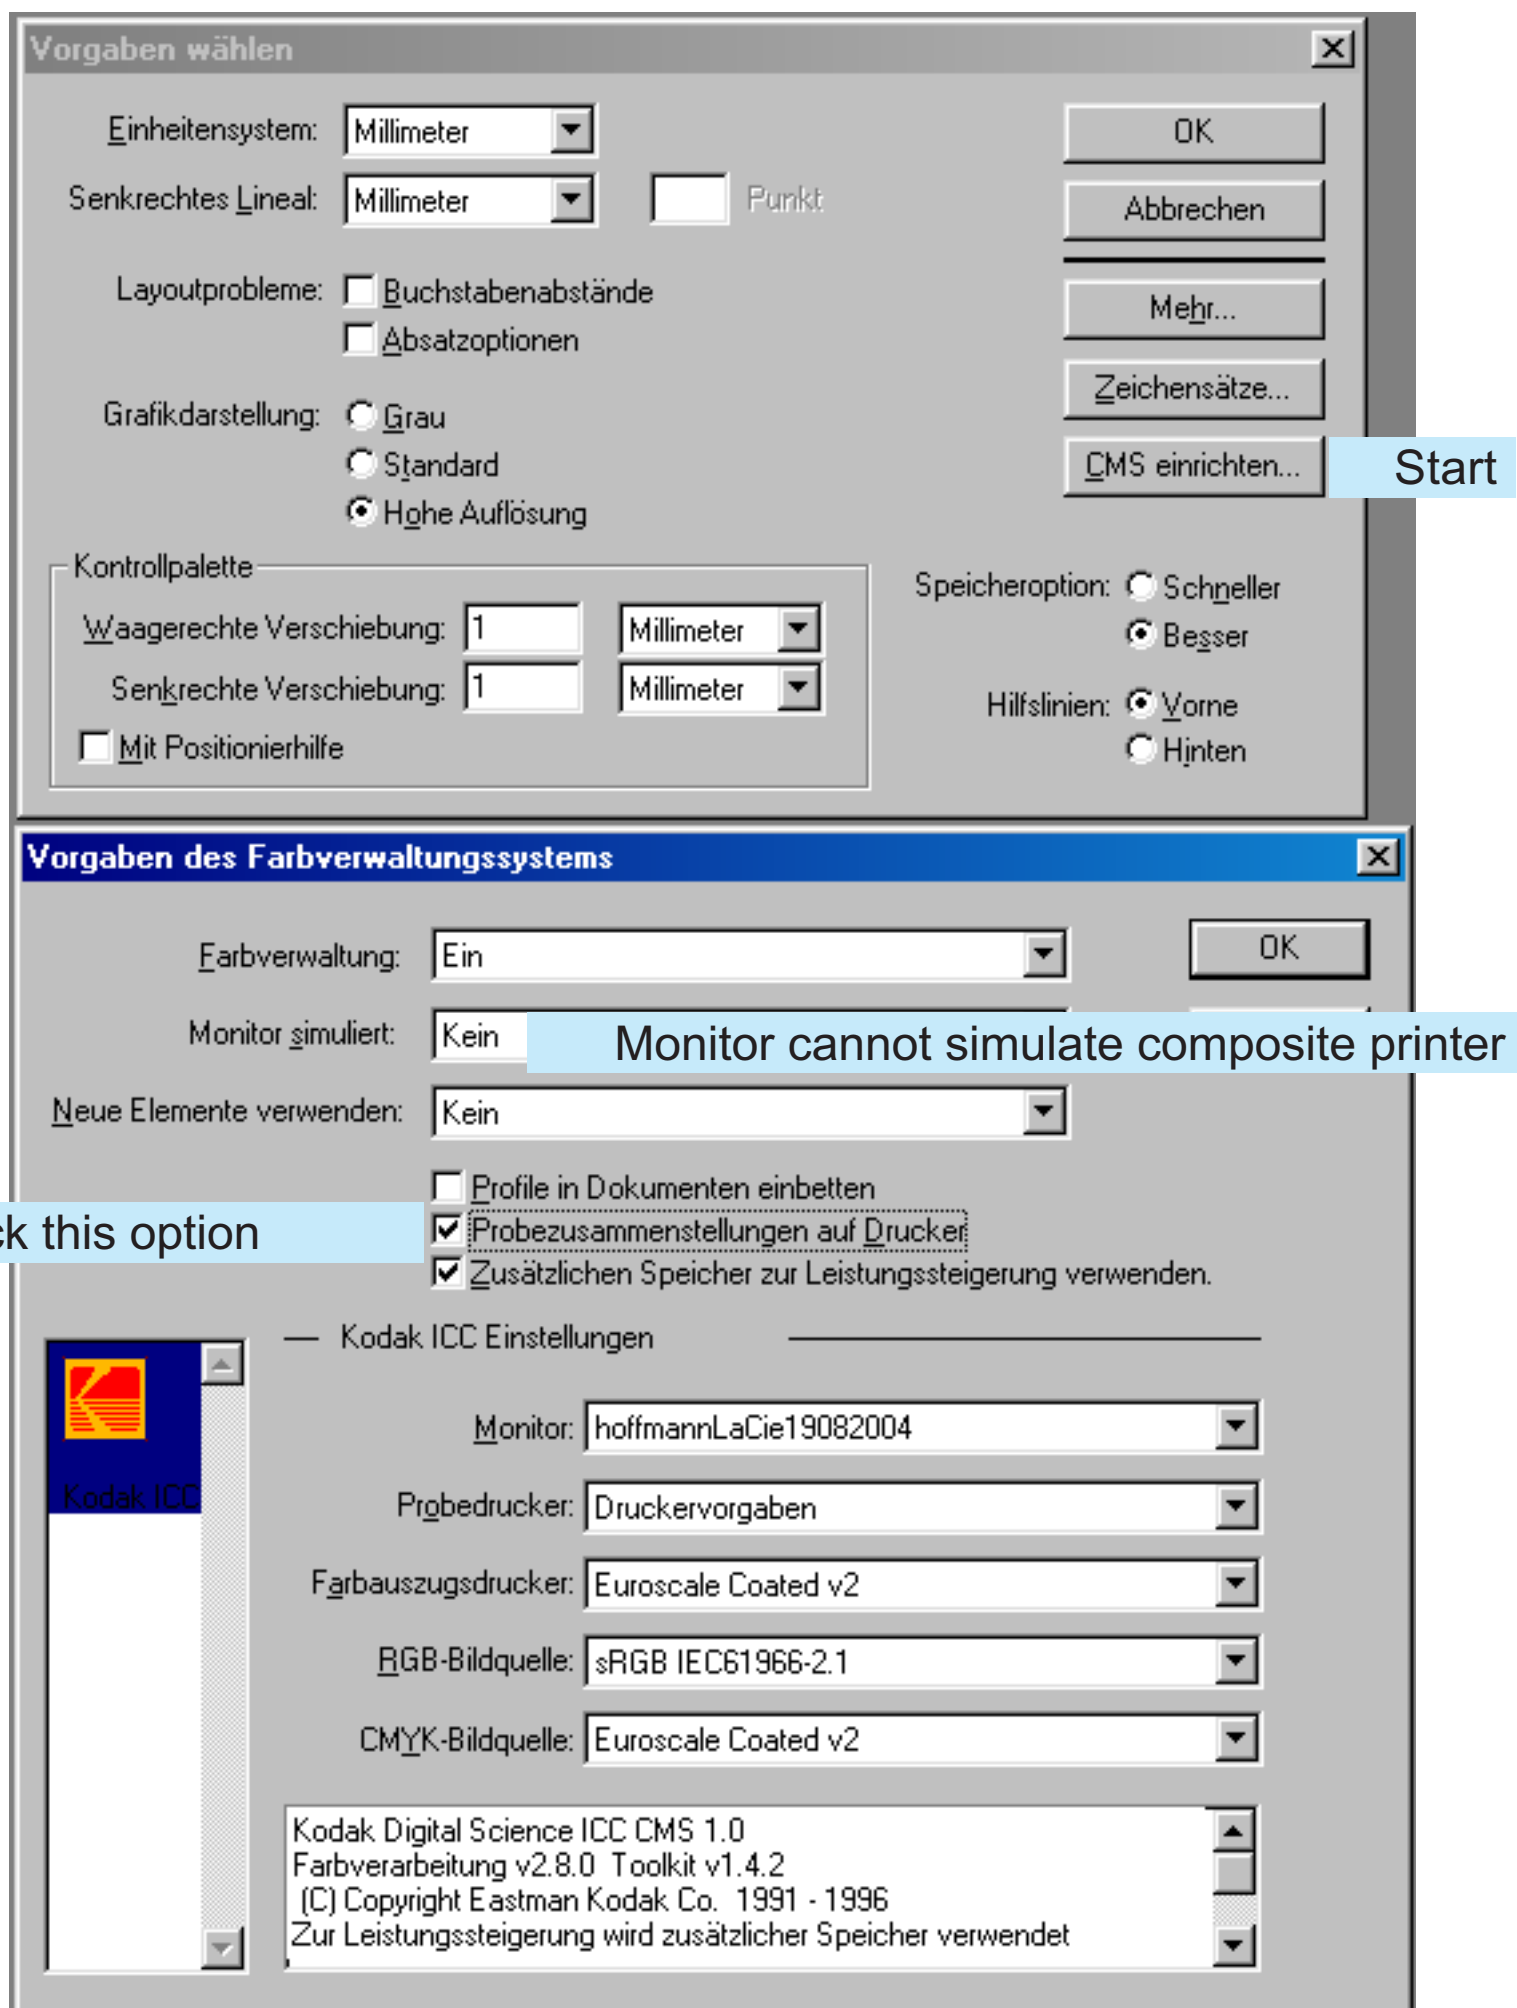 Vorgaben wählen
Einheitensystem: Millimeter OK
Senkrechtes Lineal: Millimeter Punkt Abbrechen
Layoutprobleme: Buchstabenabstände Mehr...
Absatzoptionen
Zeichensätze...
Grafikdarstellung: Grau
Standard CMS einrichten... Start
Hohe Auflösung
Kontrollpalette
Speicheroption: Schneller
Waagerechte Verschiebung: 1 Millimeter Besser
Senkrechte Verschiebung: 1 Millimeter
Hilfslinien: Vorne
Mit Positionierhilfe Hinten
Vorgaben des Farbverwaltungssystems
Farbverwaltung: Ein OK
Monitor simuliert: Kein Monitor cannot simulate composite printer
Neue Elemente verwenden: Kein
Profile in Dokumenten einbetten
this option Probezusammenstellungen auf Drucker
Zusätzlichen Speicher zur Leistungssteigerung verwenden.
Kodak ICC Einstellungen
Monitor: hoffmannLaCie19082004
Kodak ICC
Probedrucker: Druckervorgaben
Farbauszugsdrucker: Euroscale Coated v2
RGB-Bildquelle: sRGB IEC61966-2.1
CMYK-Bildquelle: Euroscale Coated v2
Kodak Digital Science ICC CMS 1.0
Farbverarbeitung v2.8.0 Toolkit v1.4.2
(C) Copyright Eastman Kodak Co. 1991 - 1996
Zur Leistungssteigerung wird zusätzlicher Speicher verwendet